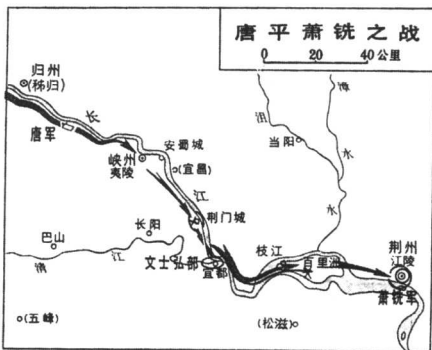 唐平萧铣之战
0 20 40公里
归州
(秭归)
唐军
长
峡州
夷陵
安蜀城
(宜昌)
江
荆门城
当阳
沮
漳
水
水
长阳
巴山
清
江
文士弘部
宜都
枝江
百里洲
荆州
江陵
萧铣军
(五峰)
(松滋)